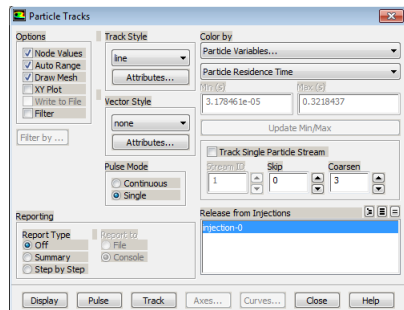 Particle Tracks
Options
Node Values
Auto Range
Draw Mesh
XY Plot
Write to File
Filter
Filter by ...
Track Style
line
Attributes...
Vector Style
none
Attributes...
Pulse Mode
Continuous
Single
Color by
Particle Variables...
Particle Residence Time
Min (s) Max (s)
3.178461e-05 0.3218437
Update Min/Max
Track Single Particle Stream
Stream ID Skip Coarsen
1 0 3
Reporting
Report Type
Off
Summary
Step by Step
Report to
File
Console
Release from Injections
injection-0
Display Pulse Track Axes... Curves... Close Help